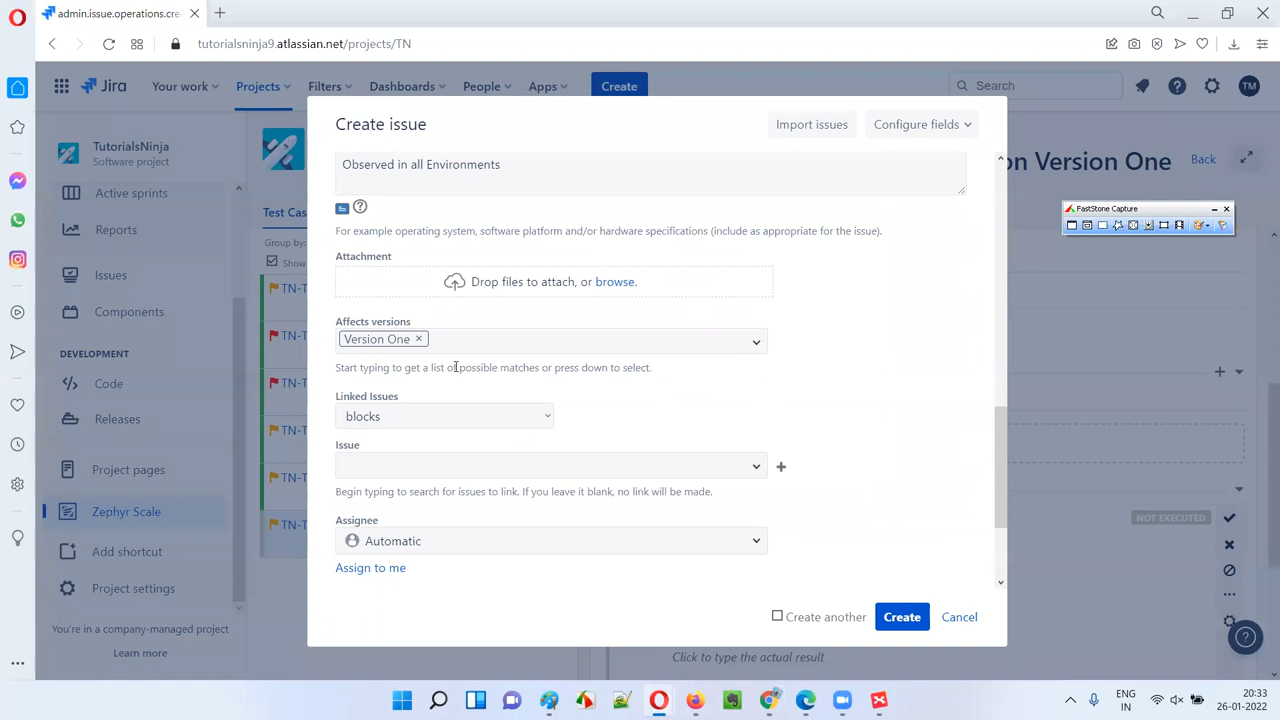 admin.issue.operations.cre
tutorialsninja9.atlassian.net/projects/TN
Jira
Your work
Projects
Filters
Dashboards
People
Apps
Create
Search
TM
TutorialsNinja
Software project
Active sprints
Reports
Issues
Components
DEVELOPMENT
Code
Releases
Project pages
Zephyr Scale
Add shortcut
Project settings
You're in a company-managed project
Learn more
Test Cas
Group by:
Show
TN-T
TN-T
TN-T
TN-T
TN-T
TN-T
on Version One
Back
FastStone Capture
Create issue
Import issues
Configure fields
Observed in all Environments
For example operating system, software platform and/or hardware specifications (include as appropriate for the issue).
Attachment
Drop files to attach, or browse.
Affects versions
Version One
Start typing to get a list of possible matches or press down to select.
Linked Issues
blocks
Issue
Begin typing to search for issues to link. If you leave it blank, no link will be made.
Assignee
Automatic
Assign to me
Create another
Create
Cancel
NOT EXECUTED
Click to type the actual result
ENG
IN
20:33
26-01-2022